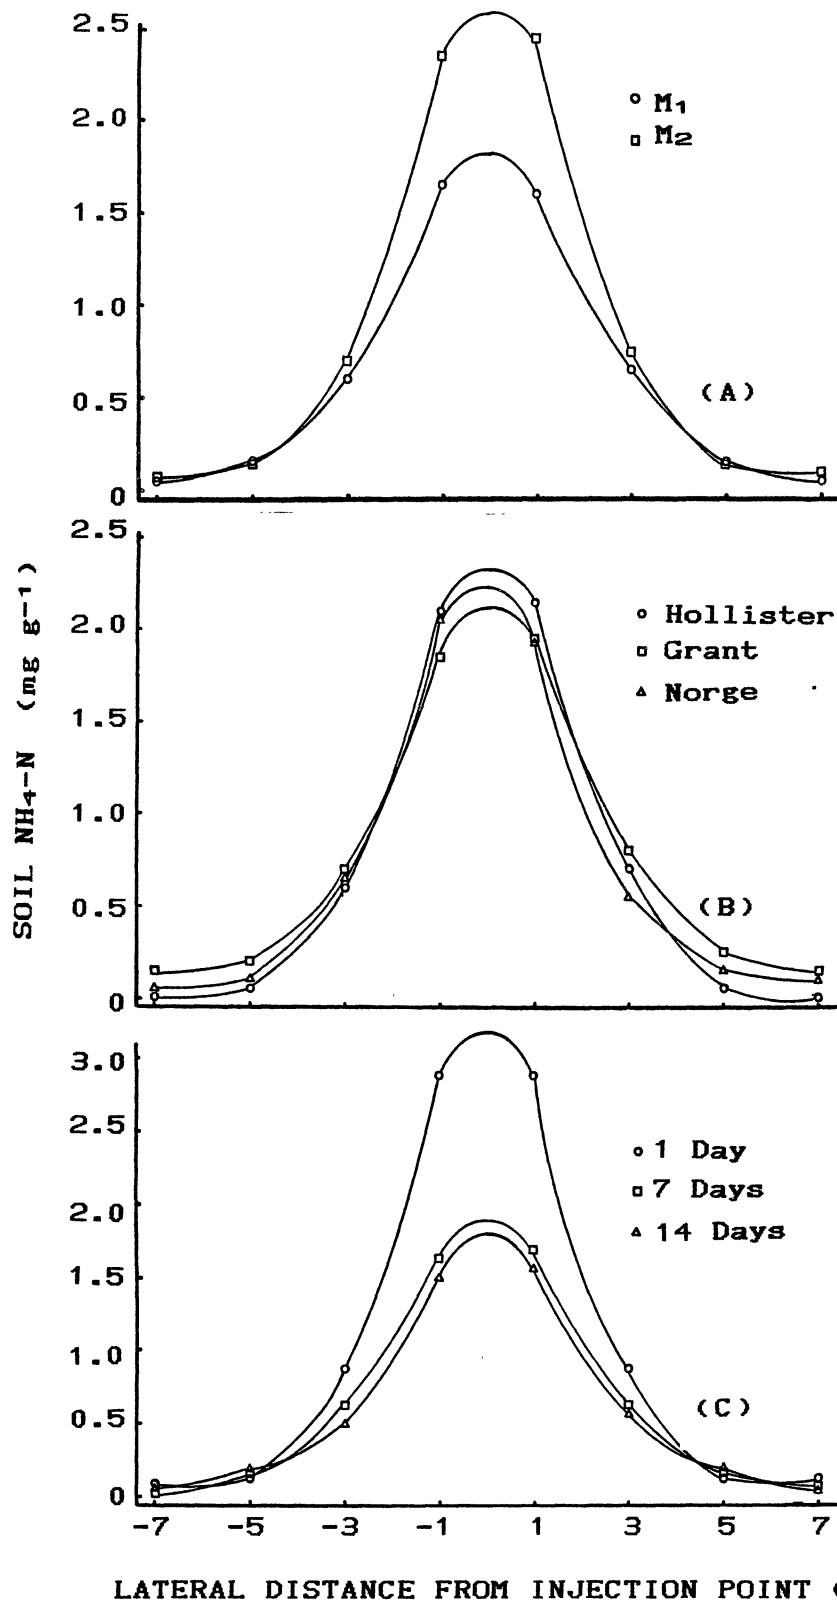 2.5
2.0
1.5
1.0
0.5
0
M1
M2
(A)
2.5
2.0
1.5
1.0
0.5
0
Hollister
Grant
Norge
(B)
SOIL NH4-N (mg g-1)
3.0
2.5
2.0
1.5
1.0
0.5
0
1 Day
7 Days
14 Days
(C)
-7 -5 -3 -1 1 3 5 7
LATERAL DISTANCE FROM INJECTION POINT